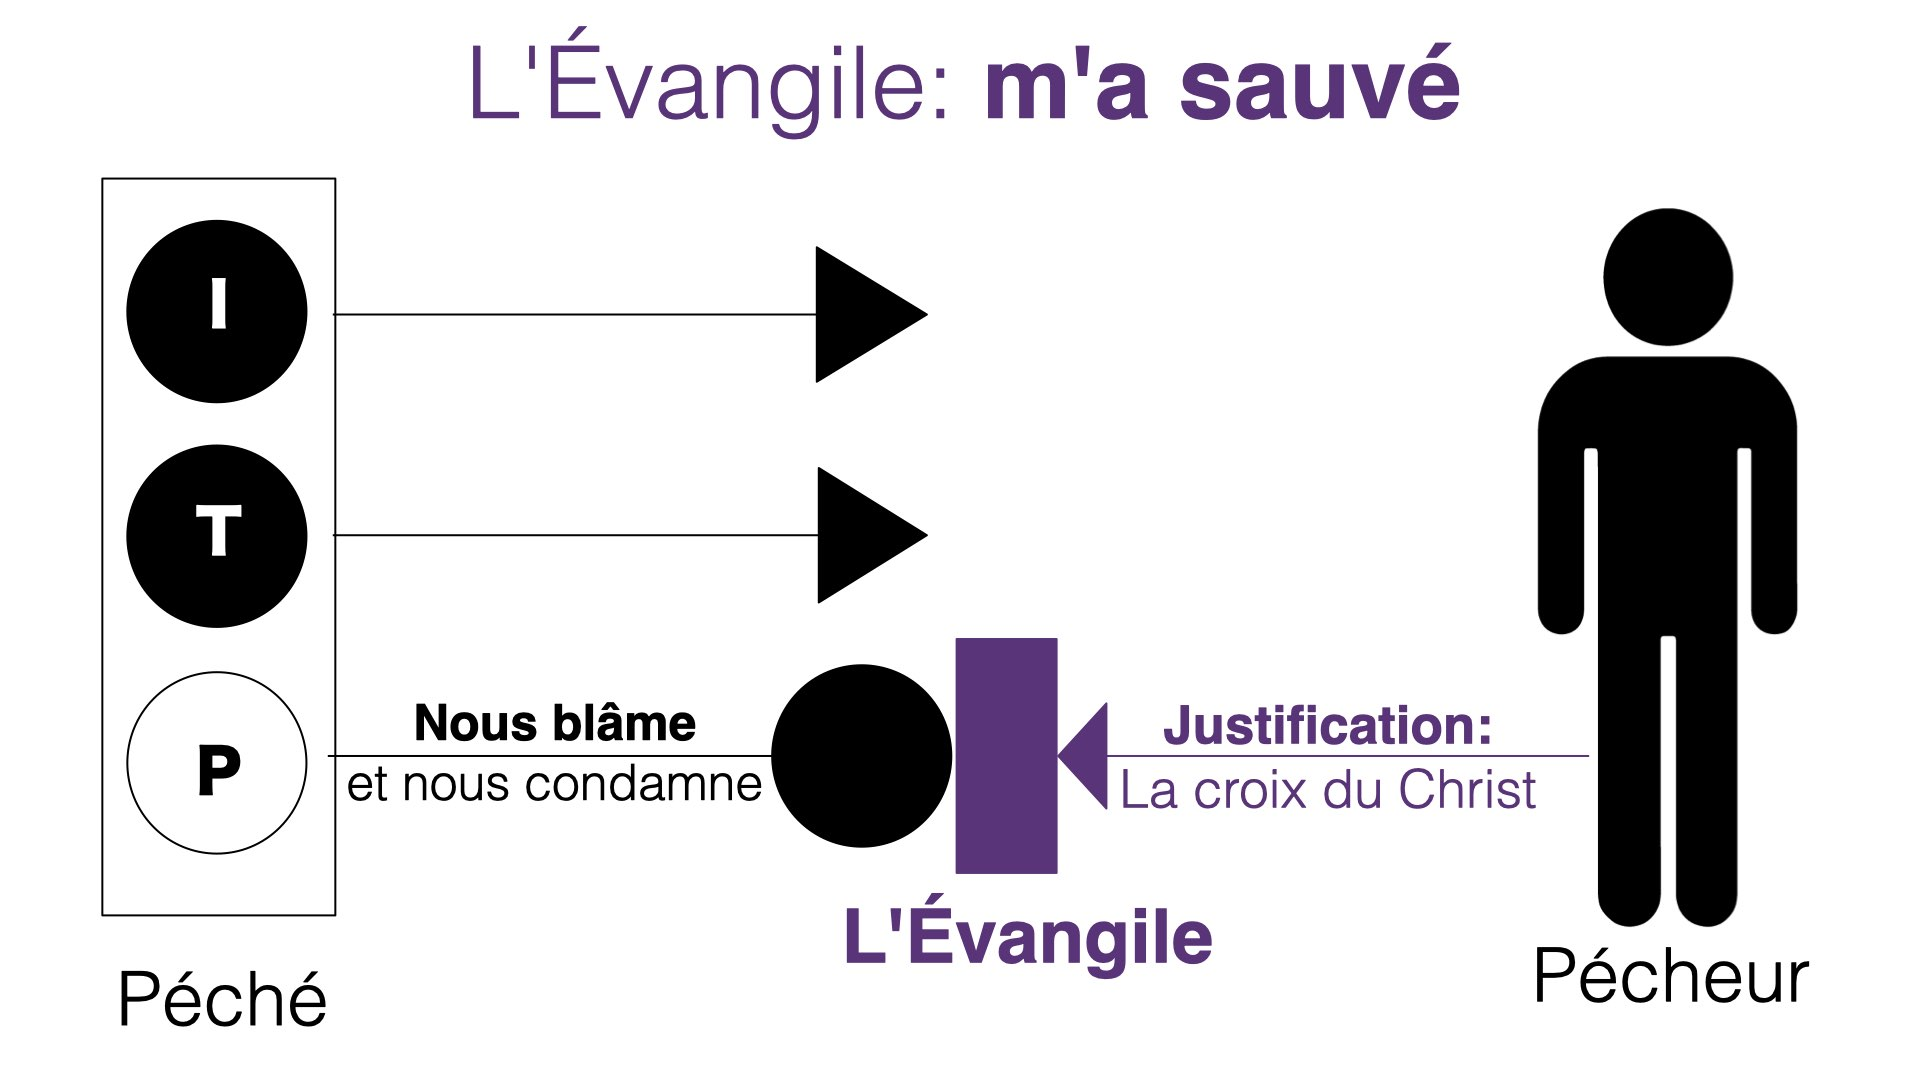 L'Évangile: m'a sauvé
I
T
P
Nous blâme
et nous condamne
Justification:
La croix du Christ
L'Évangile
Péché
Pécheur